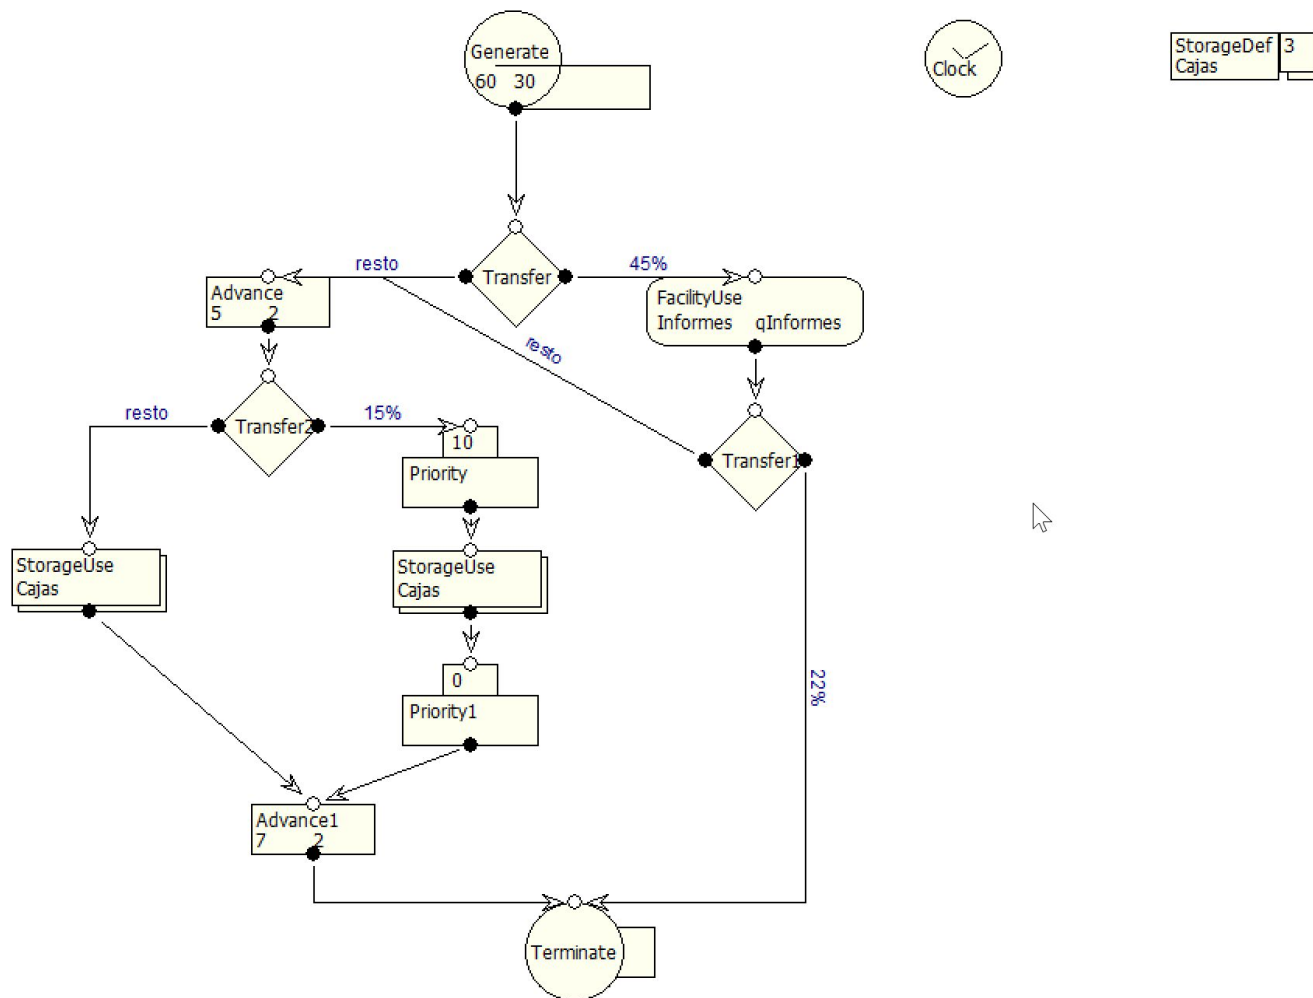 Generate
60 30
Clock
StorageDef 3
Cajas
resto
Transfer
45%
Advance
5 2
FacilityUse
Informes qInformes
resto
resto
Transfer2
15%
10
Priority
Transfer1
StorageUse
Cajas
StorageUse
Cajas
0
Priority1
22%
Advance1
7 2
Terminate